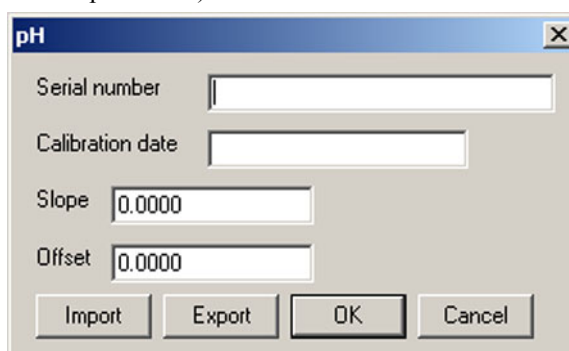 pH
Serial number
Calibration date
Slope 0.0000
Offset 0.0000
Import Export OK Cancel